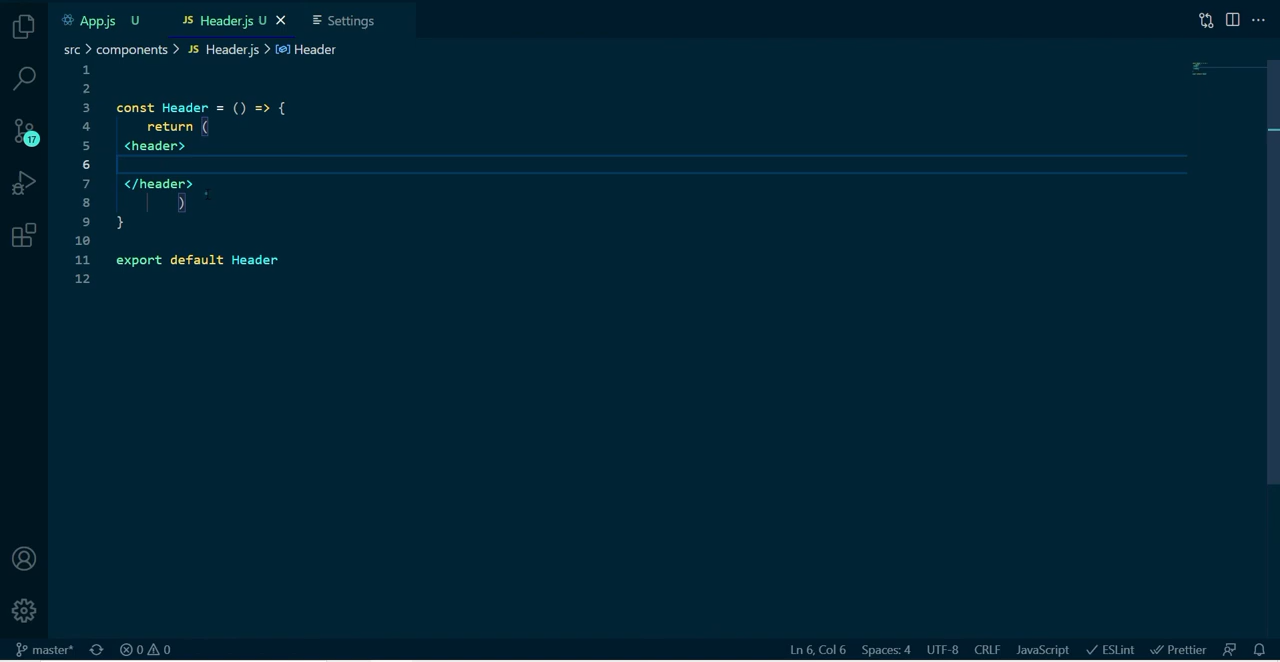 App.js U JS Header.js U Settings
src components JS Header.js Header
1
2
3 const Header = () => {
4 return (
5 <header>
6
7 </header>
8 )
9 }
10
11 export default Header
12
17
master* 0 0 Ln 6, Col 6 Spaces: 4 UTF-8 CRLF JavaScript ESLint Prettier